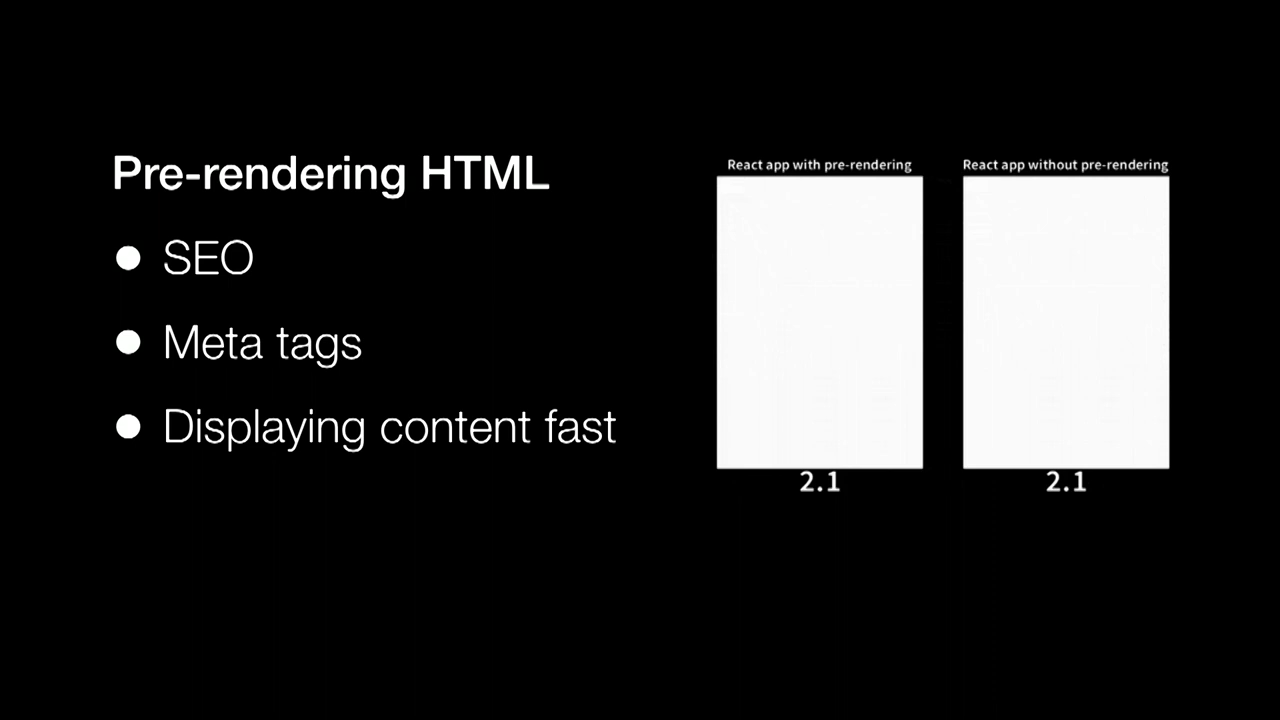 Pre-rendering HTML
● SEO
● Meta tags
● Displaying content fast
React app with pre-rendering
2.1
React app without pre-rendering
2.1